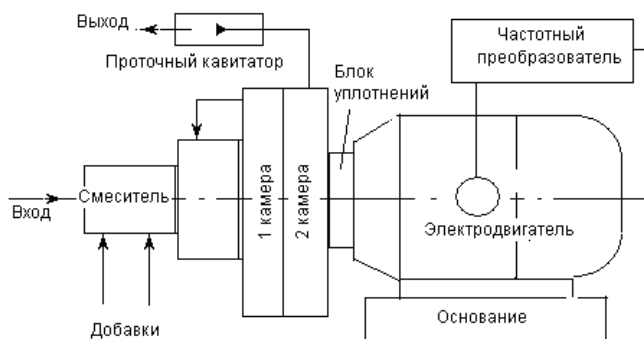 Выход
Проточный кавитатор
Частотный
преобразователь
Блок
уплотнений
Смеситель
Вход
1 камера
2 камера
Электродвигатель
Добавки
Основание